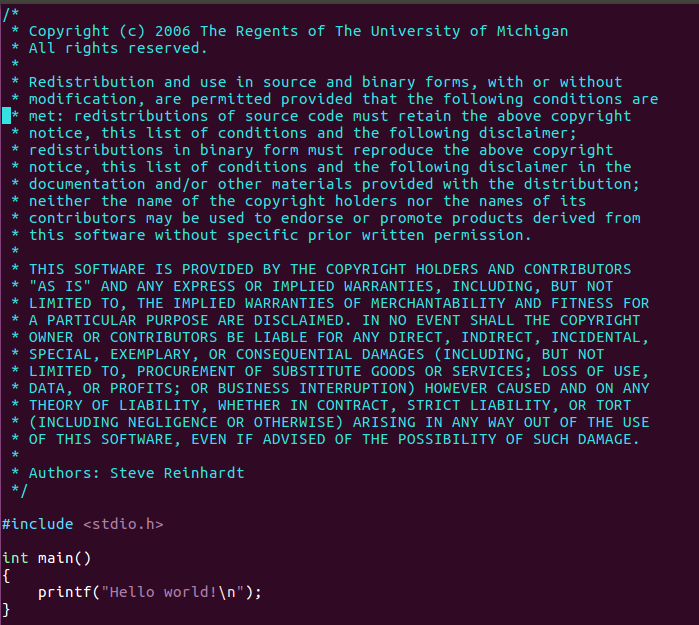 /*
 * Copyright (c) 2006 The Regents of The University of Michigan
 * All rights reserved.
 *
 * Redistribution and use in source and binary forms, with or without
 * modification, are permitted provided that the following conditions are
 * met: redistributions of source code must retain the above copyright
 * notice, this list of conditions and the following disclaimer;
 * redistributions in binary form must reproduce the above copyright
 * notice, this list of conditions and the following disclaimer in the
 * documentation and/or other materials provided with the distribution;
 * neither the name of the copyright holders nor the names of its
 * contributors may be used to endorse or promote products derived from
 * this software without specific prior written permission.
 *
 * THIS SOFTWARE IS PROVIDED BY THE COPYRIGHT HOLDERS AND CONTRIBUTORS
 * "AS IS" AND ANY EXPRESS OR IMPLIED WARRANTIES, INCLUDING, BUT NOT
 * LIMITED TO, THE IMPLIED WARRANTIES OF MERCHANTABILITY AND FITNESS FOR
 * A PARTICULAR PURPOSE ARE DISCLAIMED. IN NO EVENT SHALL THE COPYRIGHT
 * OWNER OR CONTRIBUTORS BE LIABLE FOR ANY DIRECT, INDIRECT, INCIDENTAL,
 * SPECIAL, EXEMPLARY, OR CONSEQUENTIAL DAMAGES (INCLUDING, BUT NOT
 * LIMITED TO, PROCUREMENT OF SUBSTITUTE GOODS OR SERVICES; LOSS OF USE,
 * DATA, OR PROFITS; OR BUSINESS INTERRUPTION) HOWEVER CAUSED AND ON ANY
 * THEORY OF LIABILITY, WHETHER IN CONTRACT, STRICT LIABILITY, OR TORT
 * (INCLUDING NEGLIGENCE OR OTHERWISE) ARISING IN ANY WAY OUT OF THE USE
 * OF THIS SOFTWARE, EVEN IF ADVISED OF THE POSSIBILITY OF SUCH DAMAGE.
 *
 * Authors: Steve Reinhardt
 */

#include <stdio.h>

int main()
{
    printf("Hello world!\n");
}